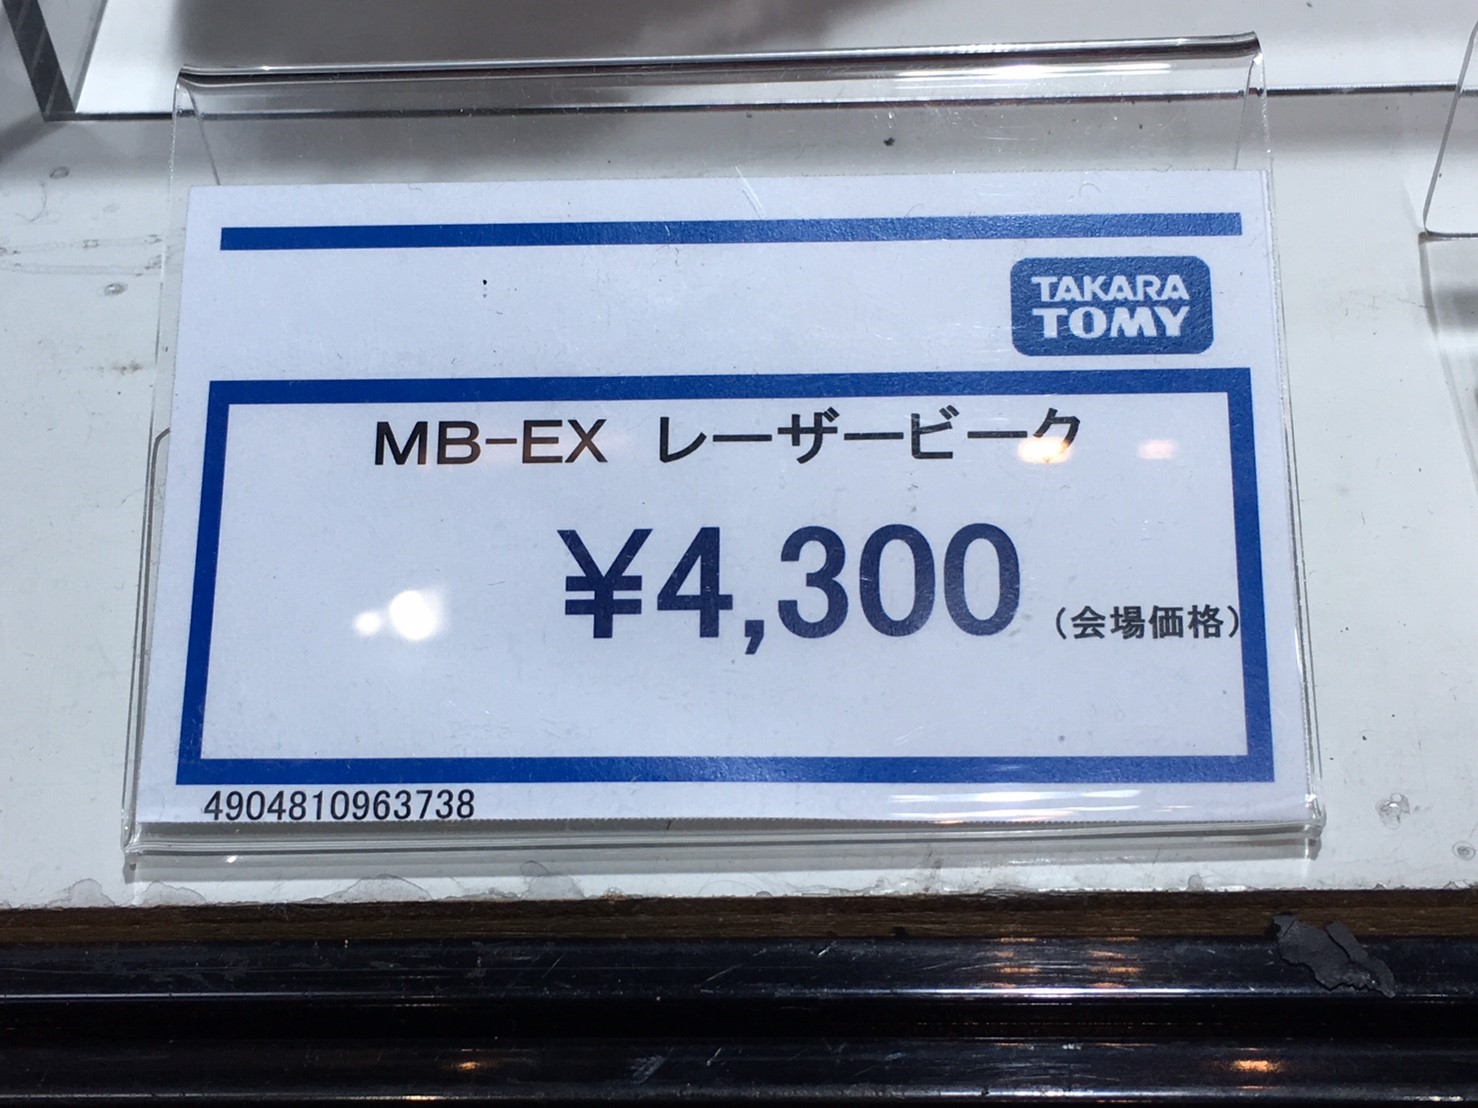 TAKARA
TOMY
MB-EX レーザービーク
¥4,300 (会場価格)
4904810963738